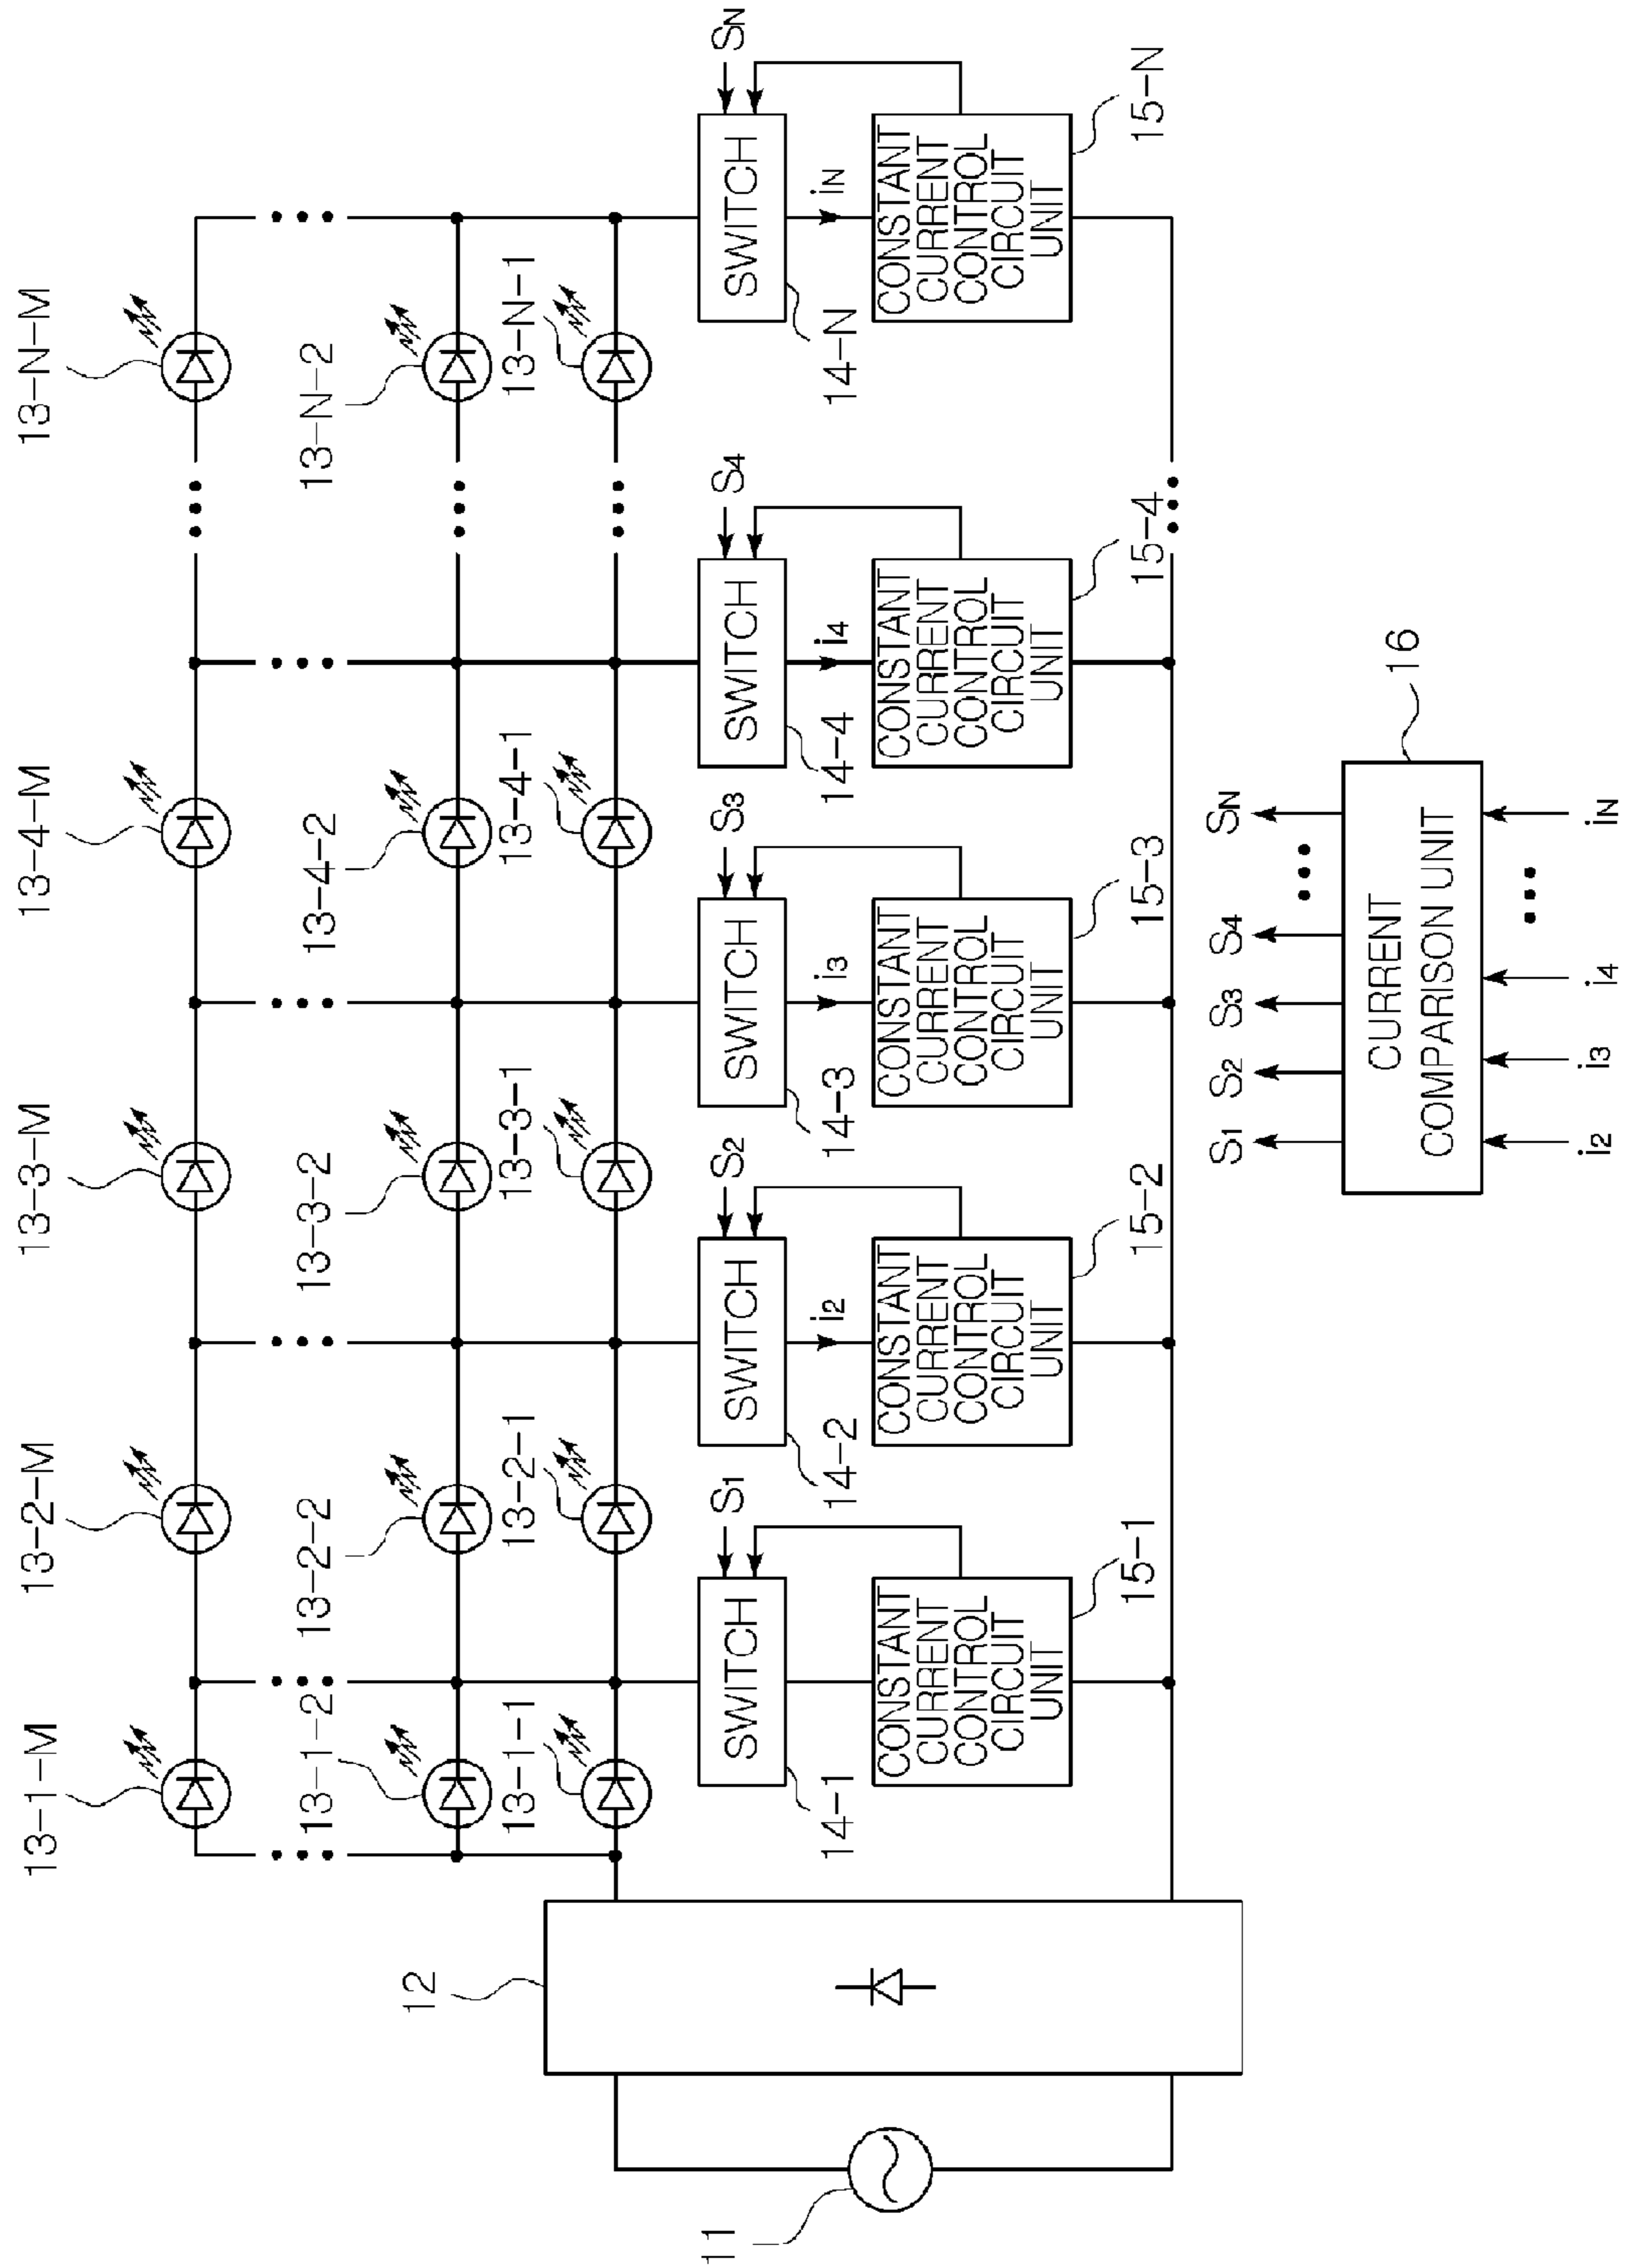 13-1-M
13-2-M
13-3-M
13-4-M
13-N-M
13-1-2
13-2-2
13-3-2
13-4-2
13-N-2
12
13-1-1
13-2-1
13-3-1
13-4-1
13-N-1
11
S1
S2
S3
S4
SN
SWITCH
SWITCH
SWITCH
SWITCH
SWITCH
14-1
14-2
i2
14-3
i3
14-4
i4
14-N
iN
CONSTANT
CURRENT
CONTROL
CIRCUIT
UNIT
CONSTANT
CURRENT
CONTROL
CIRCUIT
UNIT
CONSTANT
CURRENT
CONTROL
CIRCUIT
UNIT
CONSTANT
CURRENT
CONTROL
CIRCUIT
UNIT
CONSTANT
CURRENT
CONTROL
CIRCUIT
UNIT
15-1
15-2
15-3
15-4
15-N
S1
S2
S3
S4
SN
16
CURRENT
COMPARISON UNIT
i2
i3
i4
iN